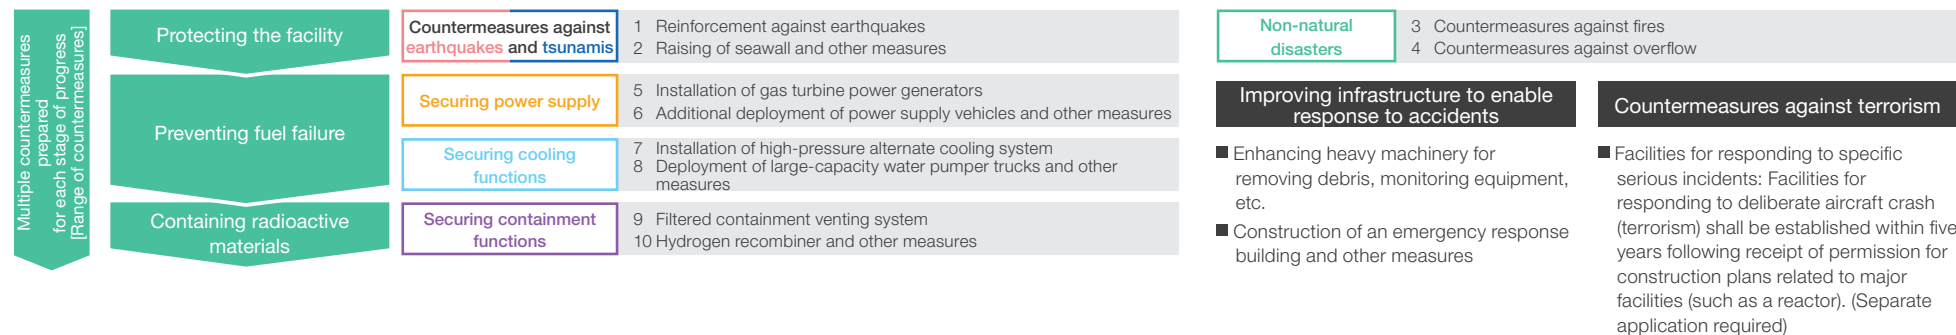 Multiple countermeasures
prepared
for each stage of progress
[Range of countermeasures]
Protecting the facility
Countermeasures against
earthquakes and tsunamis
1 Reinforcement against earthquakes
2 Raising of seawall and other measures
Non-natural
disasters
3 Countermeasures against fires
4 Countermeasures against overflow
Preventing fuel failure
Securing power supply
5 Installation of gas turbine power generators
6 Additional deployment of power supply vehicles and other measures
Securing cooling
functions
7 Installation of high-pressure alternate cooling system
8 Deployment of large-capacity water pumper trucks and other
measures
Containing radioactive
materials
Securing containment
functions
9 Filtered containment venting system
10 Hydrogen recombiner and other measures
Improving infrastructure to enable
response to accidents
■ Enhancing heavy machinery for
removing debris, monitoring equipment,
etc.
■ Construction of an emergency response
building and other measures
Countermeasures against terrorism
■ Facilities for responding to specific
serious incidents: Facilities for
responding to deliberate aircraft crash
(terrorism) shall be established within five
years following receipt of permission for
construction plans related to major
facilities (such as a reactor). (Separate
application required)